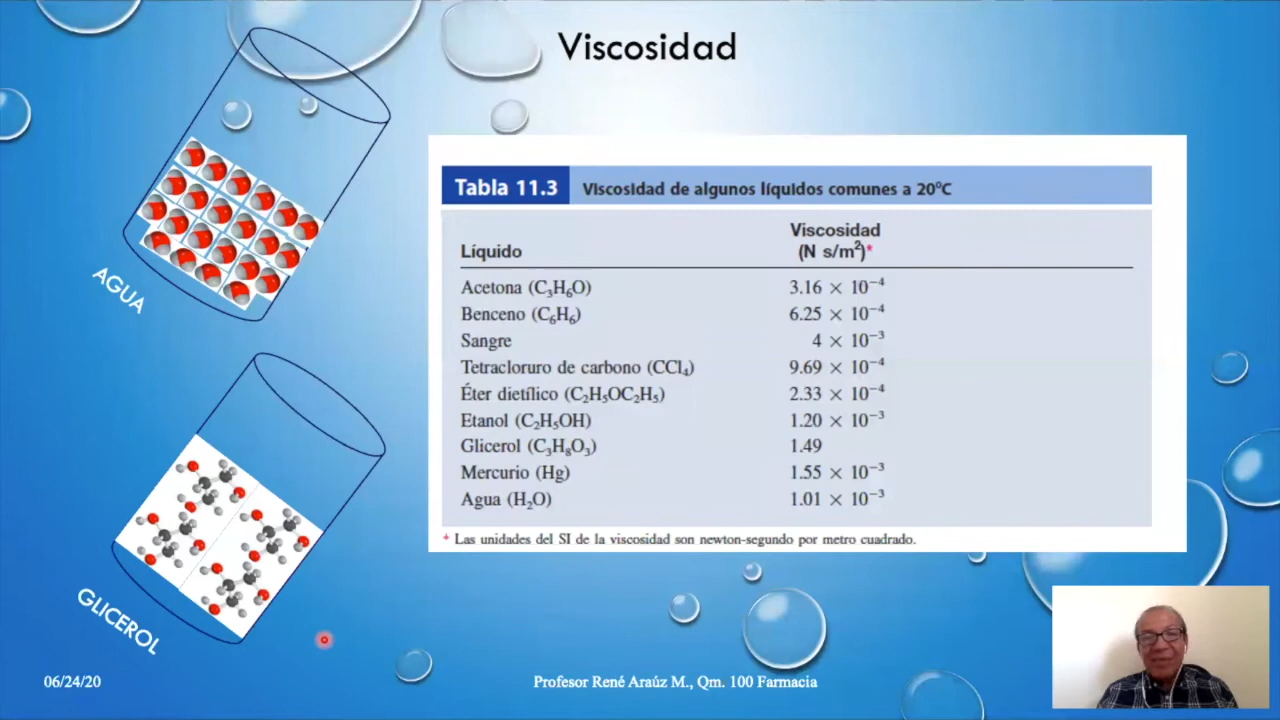 Viscosidad
AGUA
GLICEROL
Tabla 11.3 Viscosidad de algunos líquidos comunes a 20°C
Líquido Viscosidad (N s/m²)*
Acetona (C₃H₆O) 3.16 × 10⁻⁴
Benceno (C₆H₆) 6.25 × 10⁻⁴
Sangre 4 × 10⁻³
Tetracloruro de carbono (CCl₄) 9.69 × 10⁻⁴
Éter dietílico (C₂H₅OC₂H₅) 2.33 × 10⁻⁴
Etanol (C₂H₅OH) 1.20 × 10⁻³
Glicerol (C₃H₈O₃) 1.49
Mercurio (Hg) 1.55 × 10⁻³
Agua (H₂O) 1.01 × 10⁻³
* Las unidades del SI de la viscosidad son newton-segundo por metro cuadrado.
06/24/20
Profesor René Araúz M., Qm. 100 Farmacia